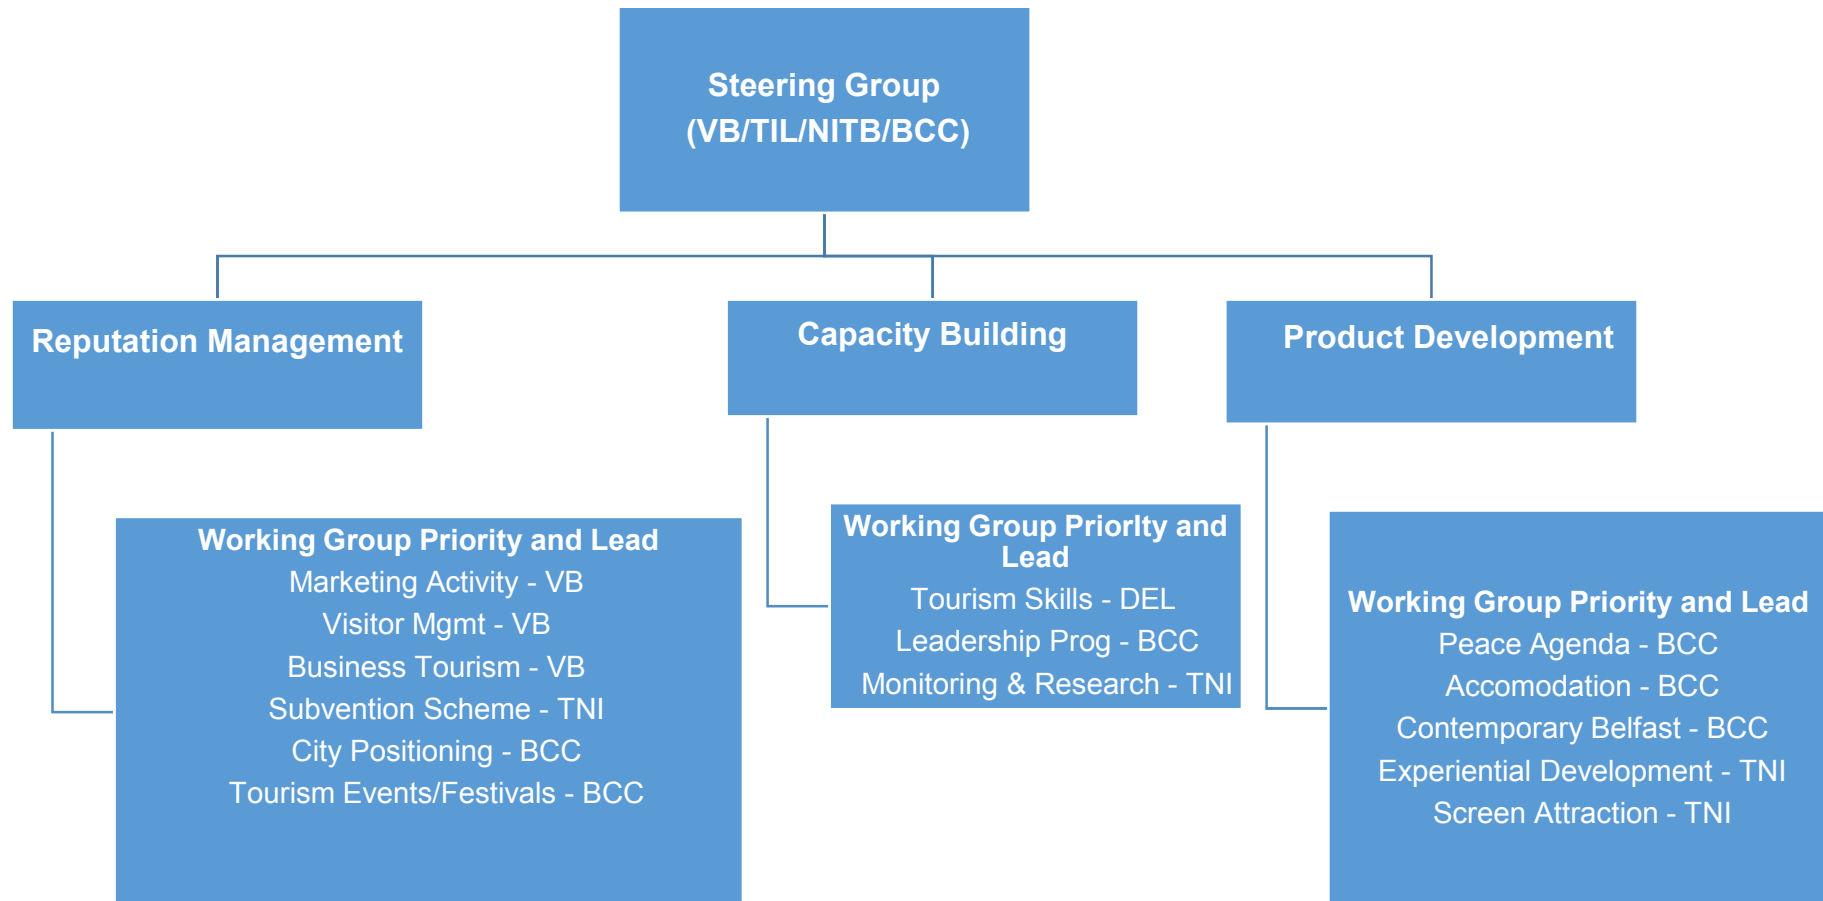 Steering Group
(VB/TIL/NITB/BCC)
Reputation Management
Capacity Building
Product Development
Working Group Priority and Lead
Marketing Activity - VB
Visitor Mgmt - VB
Business Tourism - VB
Subvention Scheme - TNI
City Positioning - BCC
Tourism Events/Festivals - BCC
Working Group PriorIty and
Lead
Tourism Skills - DEL
Leadership Prog - BCC
Monitoring & Research - TNI
Working Group Priority and Lead
Peace Agenda - BCC
Accomodation - BCC
Contemporary Belfast - BCC
Experiential Development - TNI
Screen Attraction - TNI